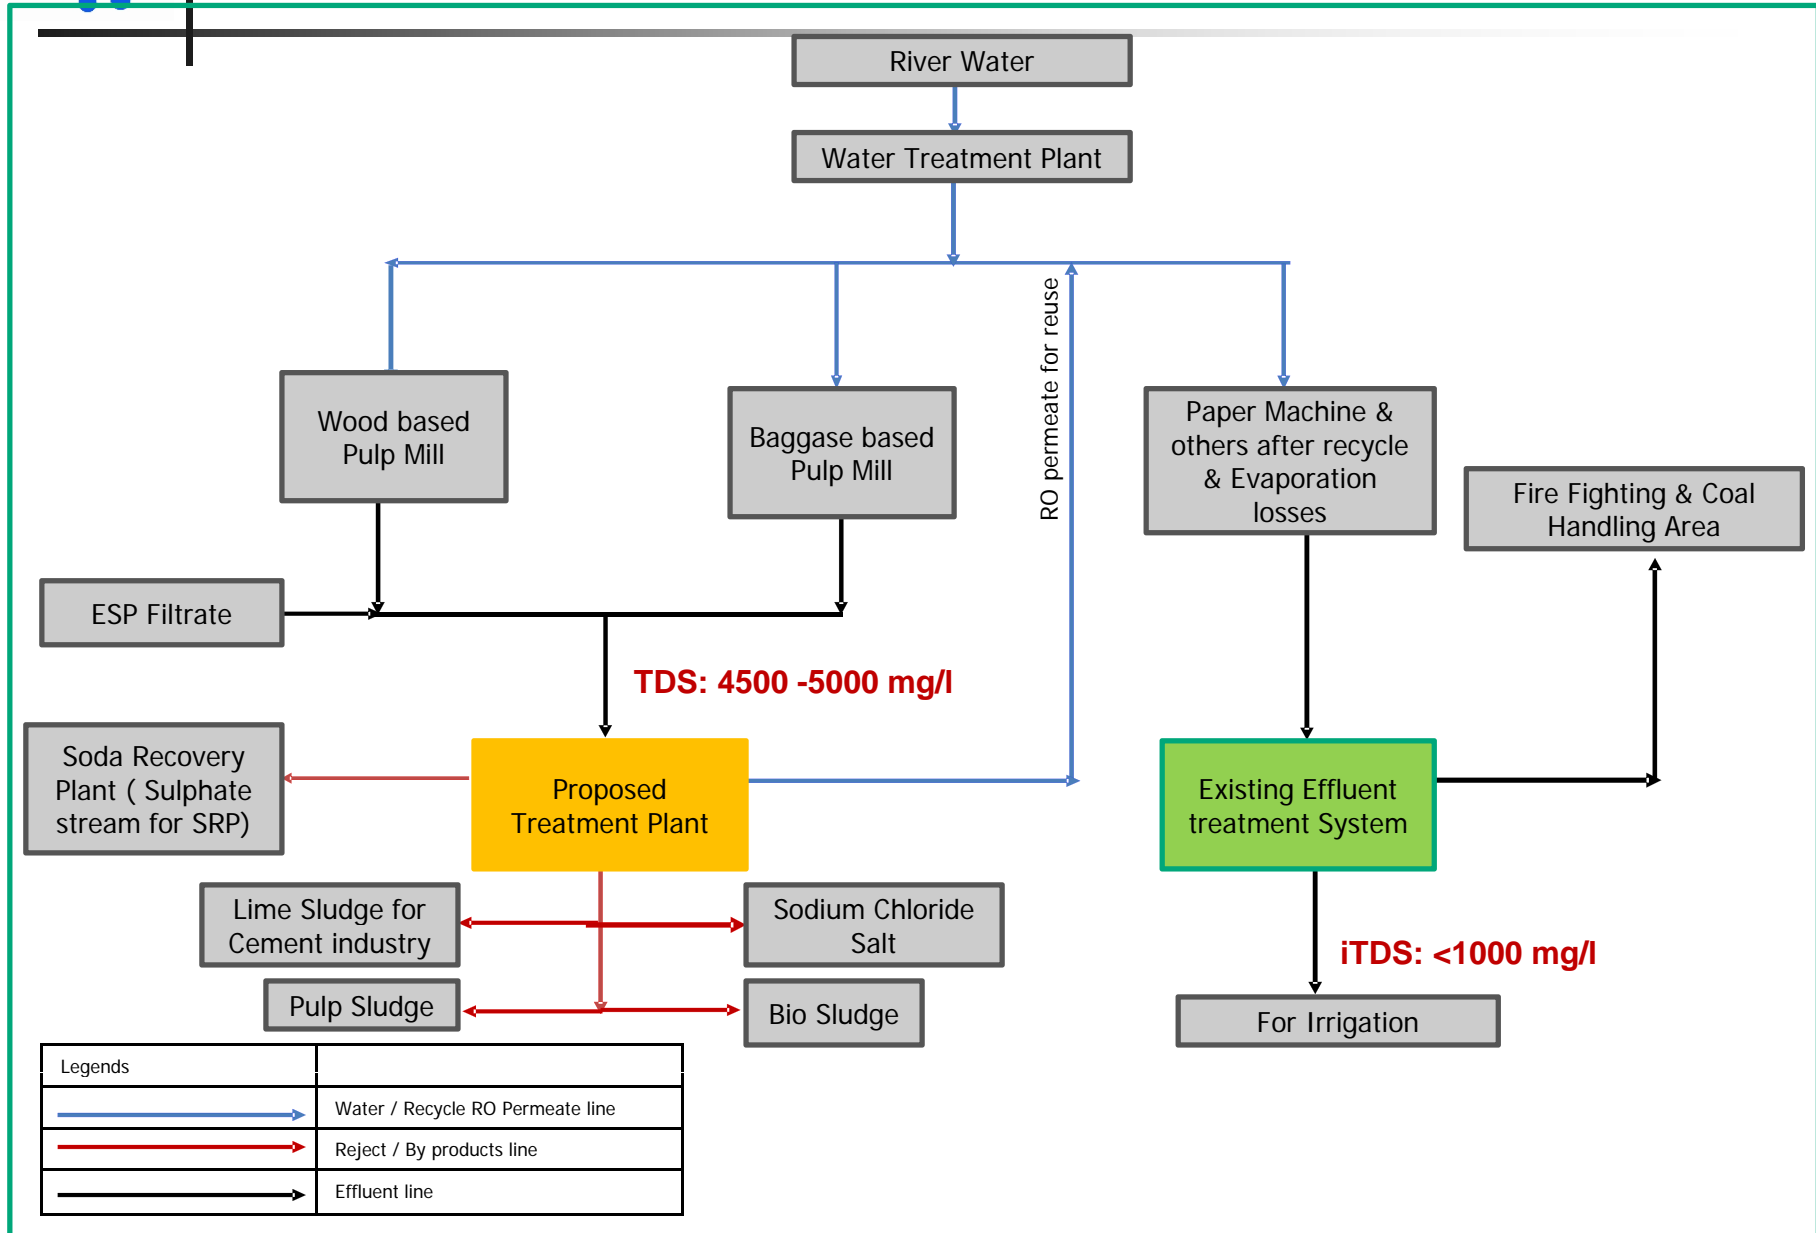 River Water
Water Treatment Plant
RO permeate for reuse
Wood based
Pulp Mill
Baggase based
Pulp Mill
Paper Machine &
others after recycle
& Evaporation
losses
Fire Fighting & Coal
Handling Area
ESP Filtrate
TDS: 4500 -5000 mg/l
Soda Recovery
Plant ( Sulphate
stream for SRP)
Proposed
Treatment Plant
Existing Effluent
treatment System
Lime Sludge for
Cement industry
Sodium Chloride
Salt
iTDS: <1000 mg/l
Pulp Sludge
Bio Sludge
For Irrigation
Legends
Water / Recycle RO Permeate line
Reject / By products line
Effluent line